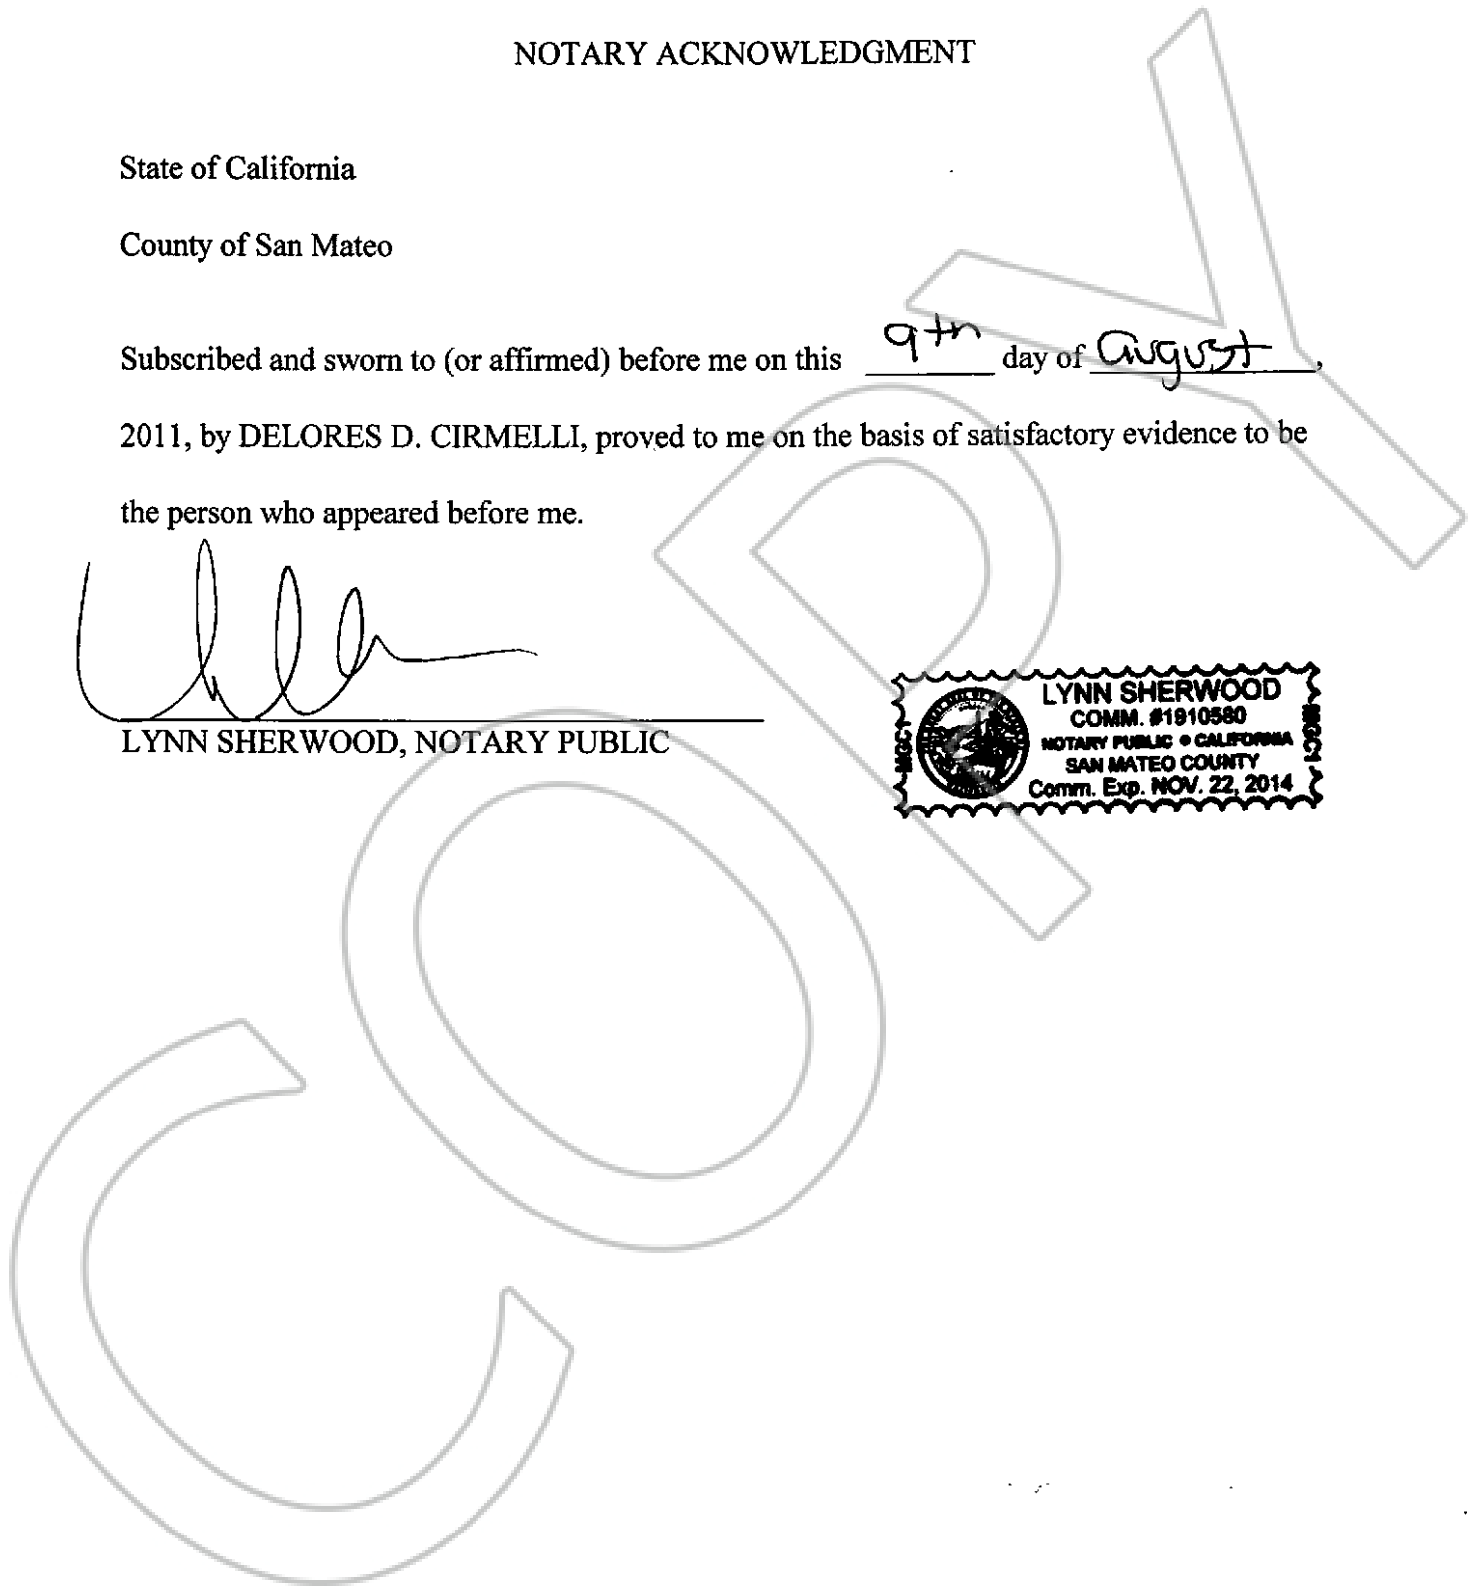 NOTARY ACKNOWLEDGMENT
State of California
County of San Mateo
Subscribed and sworn to (or affirmed) before me on this 9th day of august,
2011, by DELORES D. CIRMELLI, proved to me on the basis of satisfactory evidence to be
the person who appeared before me.
LYNN SHERWOOD, NOTARY PUBLIC
LYNN SHERWOOD
COMM. #1910580
NOTARY PUBLIC • CALIFORNIA
SAN MATEO COUNTY
Comm. Exp. NOV. 22, 2014
COPY